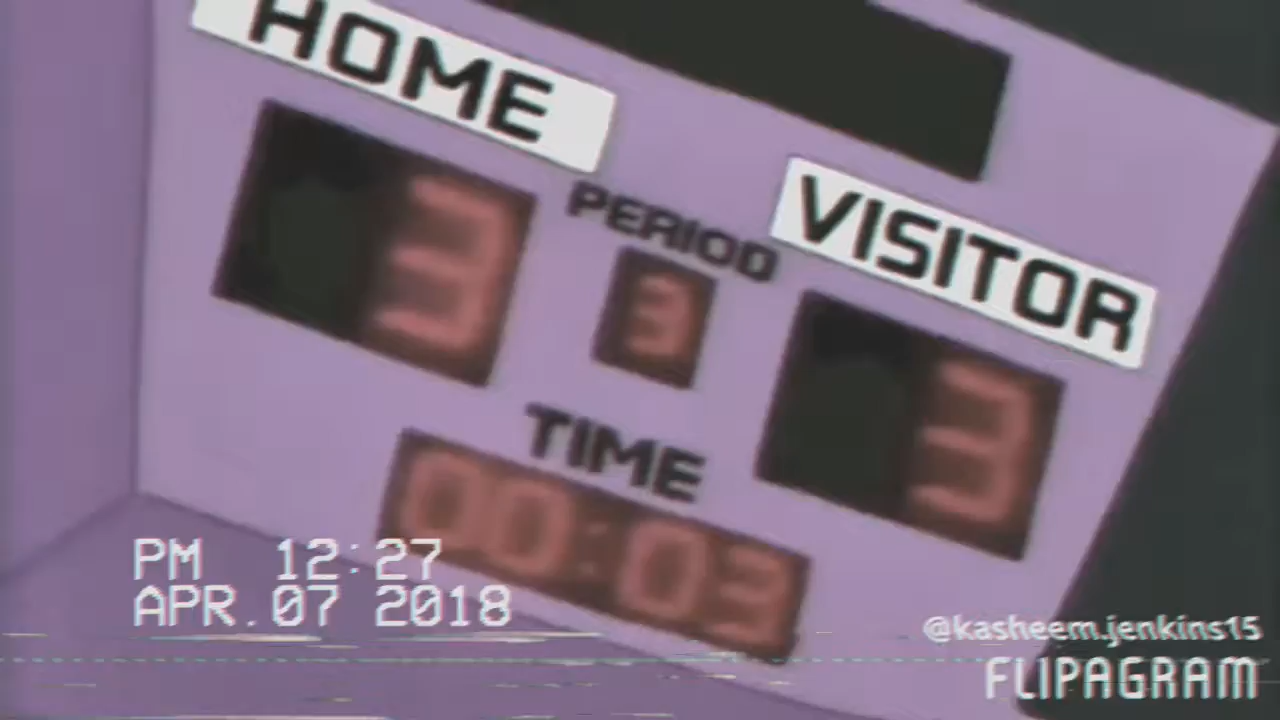 HOME
VISITOR
PERIOD
3
3
3
TIME
00:03
PM 12:27
APR.07 2018
@kasheem.jenkins15
FLIPAGRAM